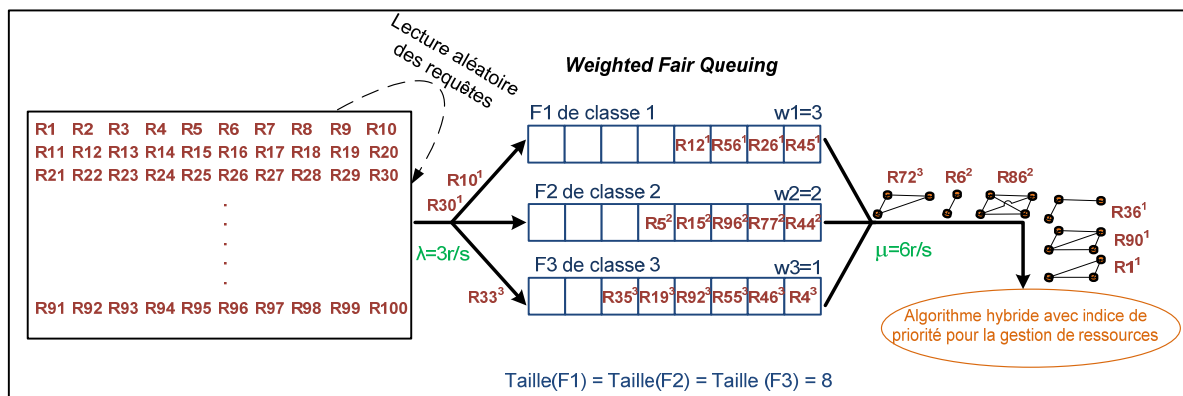 Lecture aléatoire
des requêtes
Weighted Fair Queuing
R1 R2 R3 R4 R5 R6 R7 R8 R9 R10
R11 R12 R13 R14 R15 R16 R17 R18 R19 R20
R21 R22 R23 R24 R25 R26 R27 R28 R29 R30
R91 R92 R93 R94 R95 R96 R97 R98 R99 R100
λ=3r/s
R10¹
R30¹
R33³
F1 de classe 1 w1=3
R12¹ R56¹ R26¹ R45¹
F2 de classe 2 w2=2
R5² R15² R96² R77² R44²
F3 de classe 3 w3=1
R35³ R19³ R92³ R55³ R46³ R4³
μ=6r/s
R72³ R6² R86²
R36¹
R90¹
R1¹
Algorithme hybride avec indice de
priorité pour la gestion de ressources
Taille(F1) = Taille(F2) = Taille (F3) = 8